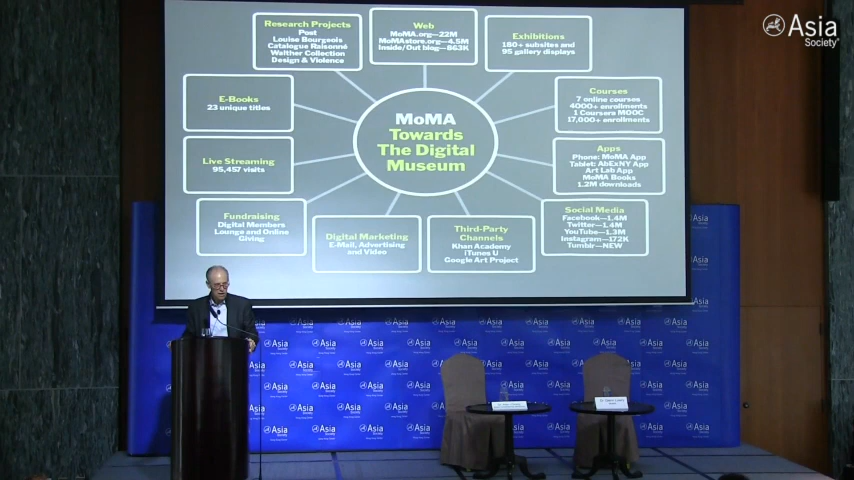 Research Projects
Post
Louise Bourgeois
Catalogue Raisonné
Walther Collection
Design & Violence
Web
MoMA.org—22M
MoMAstore.org—4.5M
Inside/Out blog—863K
Exhibitions
180+ subsites and
95 gallery displays
E-Books
23 unique titles
MoMA
Towards
The Digital
Museum
Courses
7 online courses
4000+ enrollments
1 Coursera MOOC
17,000+ enrollments
Live Streaming
95,457 visits
Apps
Phone: MoMA App
Tablet: AbExNY App
Art Lab App
MoMA Books
1.2M downloads
Fundraising
Digital Members
Lounge and Online
Giving
Digital Marketing
E-Mail, Advertising
and Video
Third-Party
Channels
Khan Academy
iTunes U
Google Art Project
Social Media
Facebook—1.4M
Twitter—1.4M
YouTube—1.3M
Instagram—172K
Tumblr—NEW
Asia
Society